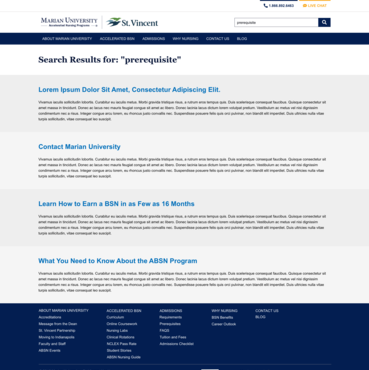 1.866.892.8463 LIVE CHAT
MARIAN UNIVERSITY St.Vincent
Accelerated Nursing Programs
prerequisite
ABOUT MARIAN UNIVERSITY ACCELERATED BSN ADMISSIONS WHY NURSING CONTACT US BLOG
Search Results for: "prerequisite"
Lorem Ipsum Dolor Sit Amet, Consectetur Adipiscing Elit.
Vivamus iaculis sollicitudin lobortis. Curabitur eu iaculis metus. Morbi gravida tristique risus, a rutrum eros tempus quis. Duis scelerisque consequat faucibus. Quisque consectetur elit
amet massa in tincidunt. Donec ac lacus nec mauris feugiat congue sit amet ac libero. Donec varius lacus dictum lorem volutpat pretium. Vestibulum ac metus vel nisi dignissim
condimentum nec a risus. Integer congue arcu lorem, eu rhoncus justo convallis nec. Suspendisse posuere felis quis orci pulvinar, non blandit elit imperdiet. Duis ultricies nulla vitae
turpis sollicitudin, vitae consequat leo suscipit.
Contact Marian University
Vivamus iaculis sollicitudin lobortis. Curabitur eu iaculis metus. Morbi gravida tristique risus, a rutrum eros tempus quis. Duis scelerisque consequat faucibus. Quisque consectetur sit
amet massa in tincidunt. Donec ac lacus nec mauris feugiat congue sit amet ac libero. Donec varius lacus dictum lorem volutpat pretium. Vestibulum ac metus vel nisi dignissim
condimentum nec a risus. Integer congue arcu lorem, eu rhoncus justo convallis nec. Suspendisse posuere felis quis orci pulvinar, non blandit elit imperdiet. Duis ultricies nulla vitae
turpis sollicitudin, vitae consequat leo suscipit.
Learn How to Earn a BSN in as Few as 16 Months
Vivamus iaculis sollicitudin lobortis. Curabitur eu iaculis metus. Morbi gravida tristique risus, a rutrum eros tempus quis. Duis scelerisque consequat faucibus. Quisque consectetur sit
amet massa in tincidunt. Donec ac lacus nec mauris feugiat congue sit amet ac libero. Donec varius lacus dictum lorem volutpat pretium. Vestibulum ac metus vel nisi dignissim
condimentum nec a risus. Integer congue arcu lorem, eu rhoncus justo convallis nec. Suspendisse posuere felis quis orci pulvinar, non blandit elit imperdiet. Duis ultricies nulla vitae
turpis sollicitudin, vitae consequat leo suscipit.
What You Need to Know About the ABSN Program
Vivamus iaculis sollicitudin lobortis. Curabitur eu iaculis metus. Morbi gravida tristique risus, a rutrum eros tempus quis. Duis scelerisque consequat faucibus. Quisque consectetur sit
amet massa in tincidunt. Donec ac lacus nec mauris feugiat congue sit amet ac libero. Donec varius lacus dictum lorem volutpat pretium. Vestibulum ac metus vel nisi dignissim
condimentum nec a risus. Integer congue arcu lorem, eu rhoncus justo convallis nec. Suspendisse posuere felis quis orci pulvinar, non blandit elit imperdiet. Duis ultricies nulla vitae
turpis sollicitudin, vitae consequat leo suscipit.
ABOUT MARIAN UNIVERSITY
Accreditations
Message from the Dean
St. Vincent Partnership
Moving to Indianapolis
Faculty and Staff
ABSN Events
ACCELERATED BSN
Curriculum
Online Coursework
Nursing Labs
Clinical Rotations
NCLEX Pass Rate
Student Stories
ABSN Nursing Guide
ADMISSIONS
Requirements
Prerequisites
FAQS
Tuition and Fees
Admissions Checklist
WHY NURSING
BSN Benefits
Career Outlook
CONTACT US
BLOG